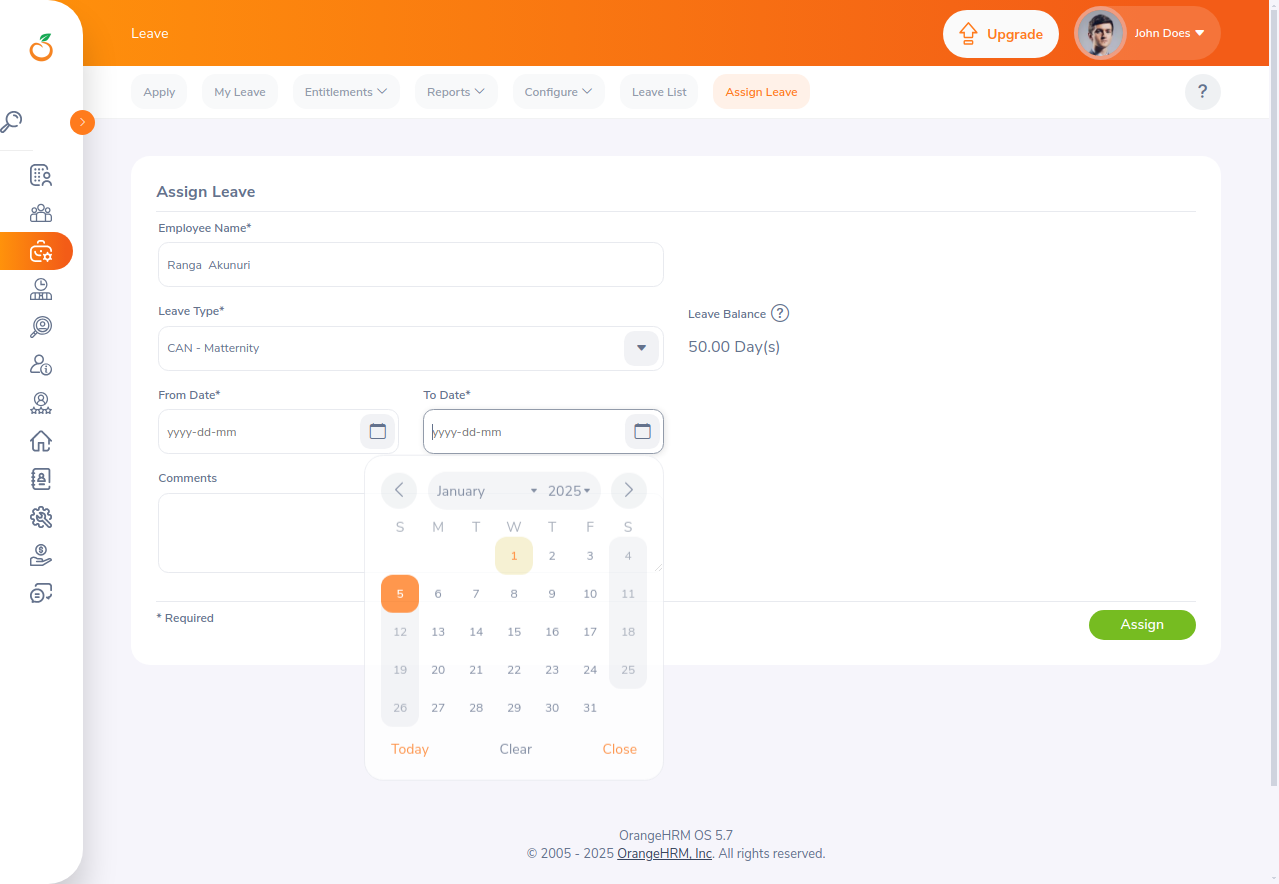 Leave
Upgrade
John Does
Apply
My Leave
Entitlements
Reports
Configure
Leave List
Assign Leave
?
Assign Leave
Employee Name*
Ranga  Akunuri
Leave Type*
Leave Balance ?
CAN - Matternity
50.00 Day(s)
From Date*
To Date*
yyyy-dd-mm
yyyy-dd-mm
Comments
January
2025
S M T W T F S
1 2 3 4
5 6 7 8 9 10 11
12 13 14 15 16 17 18
19 20 21 22 23 24 25
26 27 28 29 30 31
Today
Clear
Close
* Required
Assign
OrangeHRM OS 5.7
© 2005 - 2025 OrangeHRM, Inc. All rights reserved.